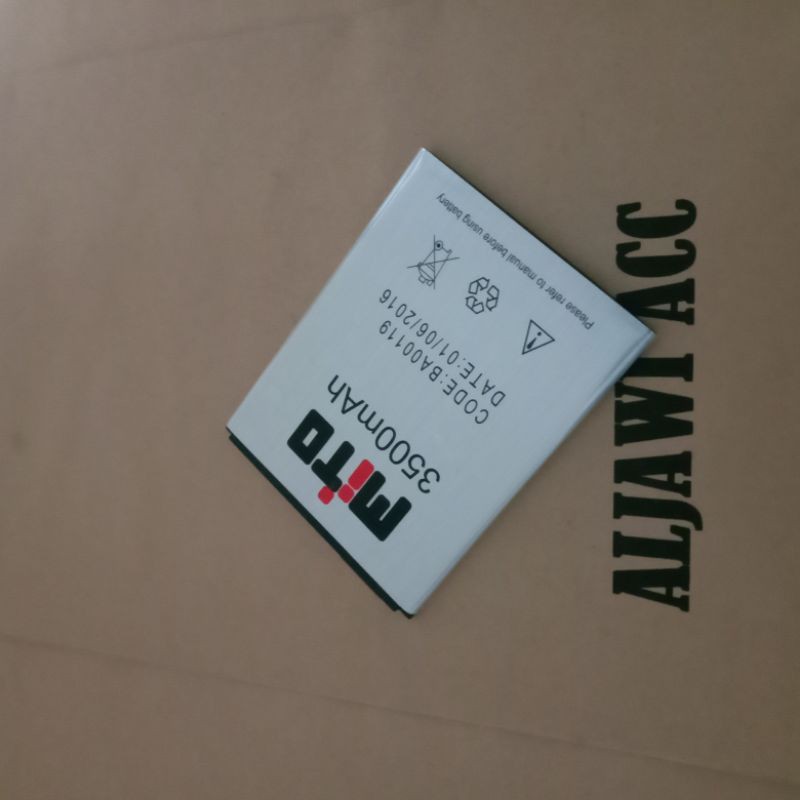 mito
3500mAh
CODE:BA00119
DATE:01/06/2016
Please refer to manual before using battery
ALJAWI ACC